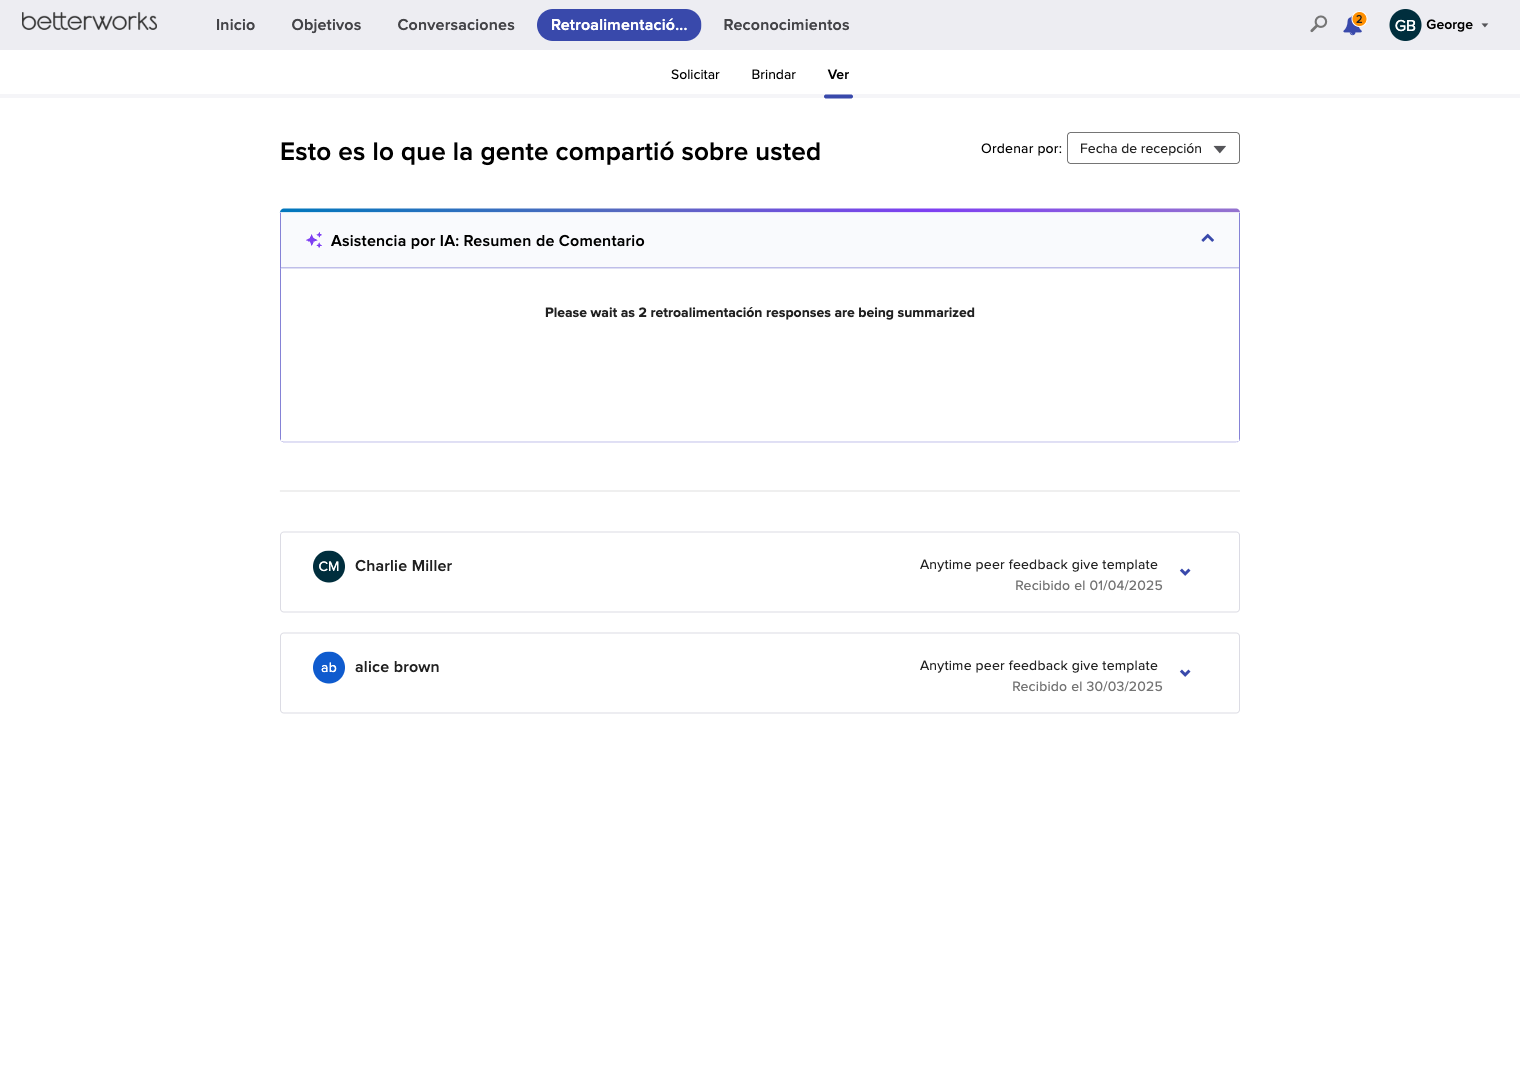 betterworks
Inicio
Objetivos
Conversaciones
Retroalimentació...
Reconocimientos
2
GB
George
Solicitar
Brindar
Ver
Esto es lo que la gente compartió sobre usted
Ordenar por:
Fecha de recepción
Asistencia por IA: Resumen de Comentario
Please wait as 2 retroalimentación responses are being summarized
CM
Charlie Miller
Anytime peer feedback give template
Recibido el 01/04/2025
ab
alice brown
Anytime peer feedback give template
Recibido el 30/03/2025